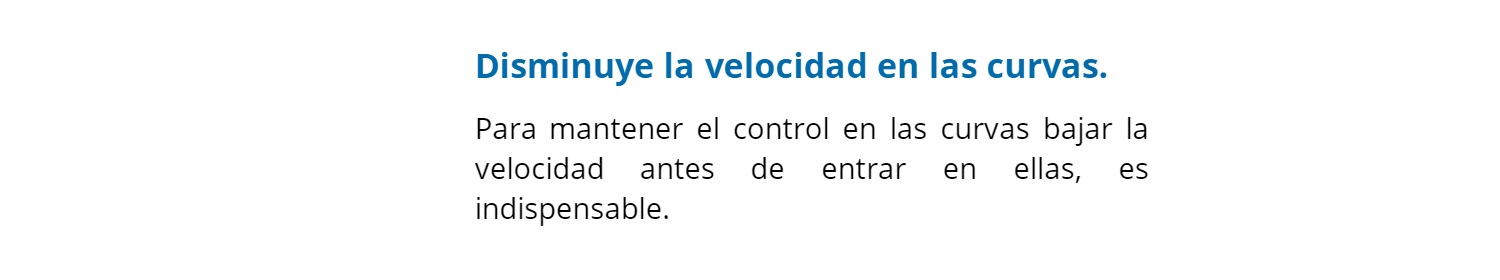 Disminuye la velocidad en las curvas.
Para mantener el control en las curvas bajar la
velocidad antes de entrar en ellas, es
indispensable.